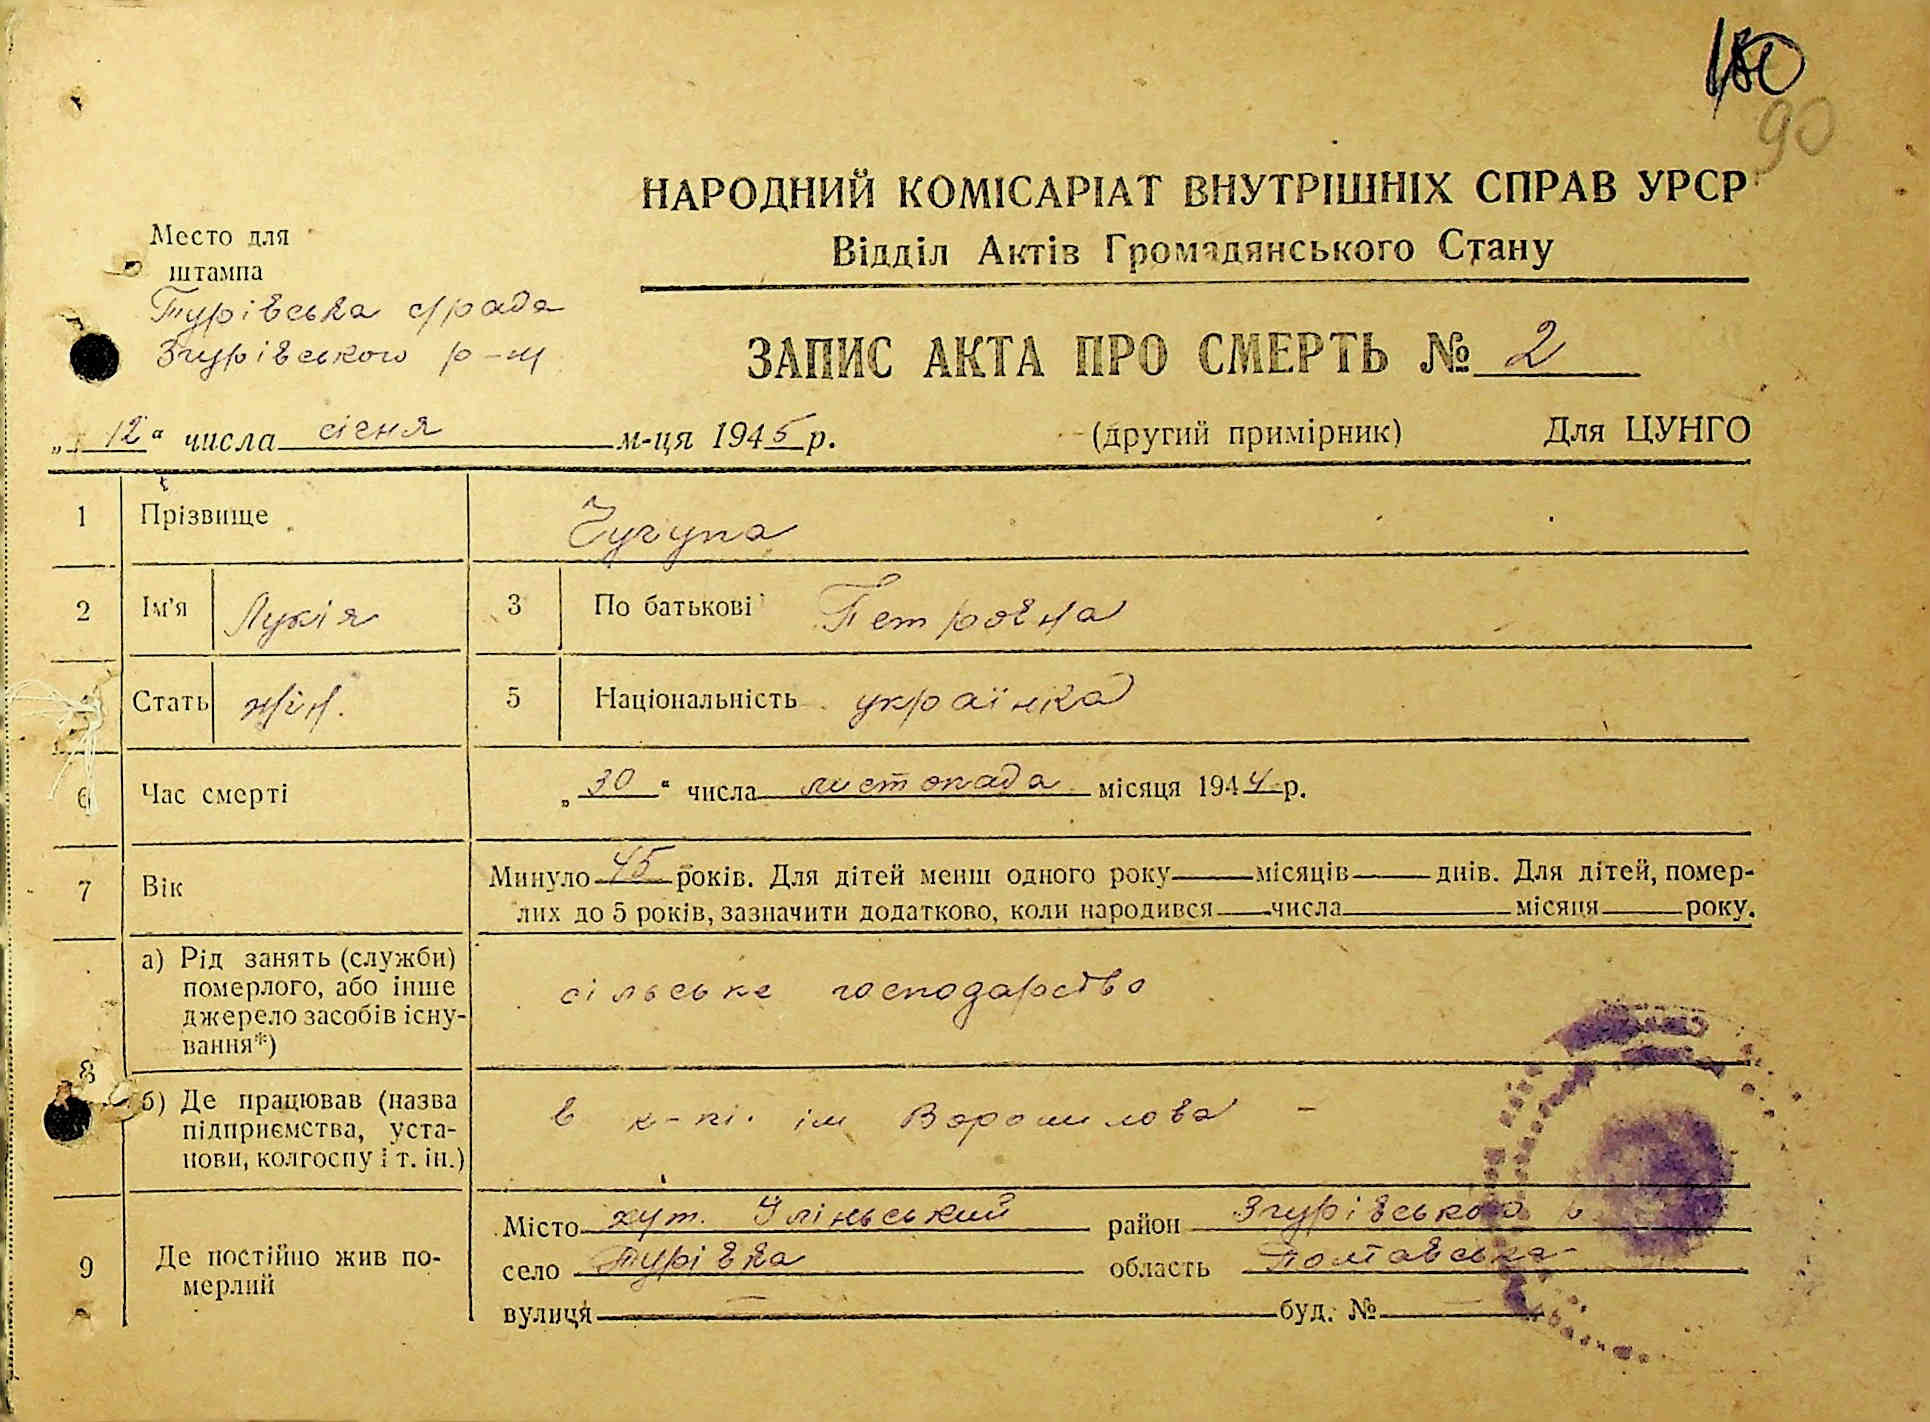 180
90
НАРОДНИЙ КОМІСАРІАТ ВНУТРІШНІХ СПРАВ УРСР
Відділ Актів Громадянського Стану
Место для
штампа
Турівська с/рада
Згурівського р-ну
ЗАПИС АКТА ПРО СМЕРТЬ № 2
„12“ числа січня м-ця 1945 р. (другий примірник) Для ЦУНГО
1 Прізвище Чучупа
2 Ім'я Лукія 3 По батькові Петровна
Стать жін. 5 Національність українка
6 Час смерті „30“ числа листопада місяця 1944 р.
7 Вік Минуло 45 років. Для дітей менш одного року місяців днів. Для дітей, помер-
лих до 5 років, зазначити додатково, коли народився числа місяця року.
8 а) Рід занять (служби)
померлого, або інше
джерело засобів існу-
вання*)
сільське господарство
б) Де працював (назва
підприємства, уста-
нови, колгоспу і т. ін.)
в к-пі. ім Ворошилова -
9 Де постійно жив по-
мерлий
Місто хут. район Згурівського р
село Турівка область Полтавська
вулиця — буд. № —